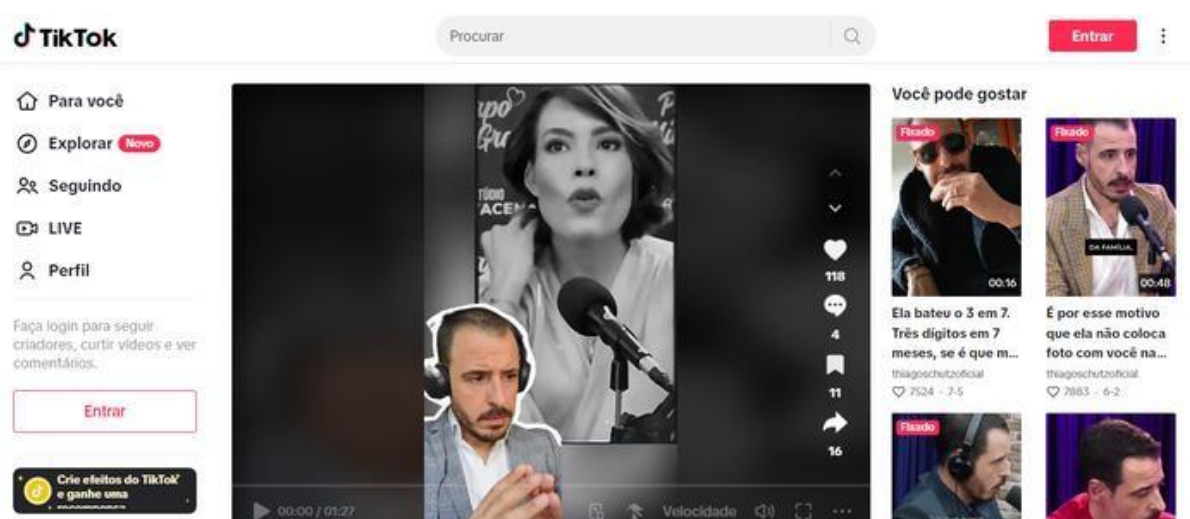 TikTok
Procurar
Entrar
Para você
Explorar Novo
Seguindo
LIVE
Perfil
Faça login para seguir
criadores, curtir vídeos e ver
comentários.
Entrar
Crie efeitos do TikTok
e ganhe uma
TÚDIO
ACENA
118
4
11
16
00:00 / 01:27
Velocidade
Você pode gostar
Fixado
00:16
Ela bateu o 3 em 7.
Três dígitos em 7
meses, se é que m...
thiagoschutzoficial
7524 · 7-5
Fixado
DA FAMÍLIA,
00:48
É por esse motivo
que ela não coloca
foto com você na...
thiagoschutzoficial
7883 · 6-2
Fixado